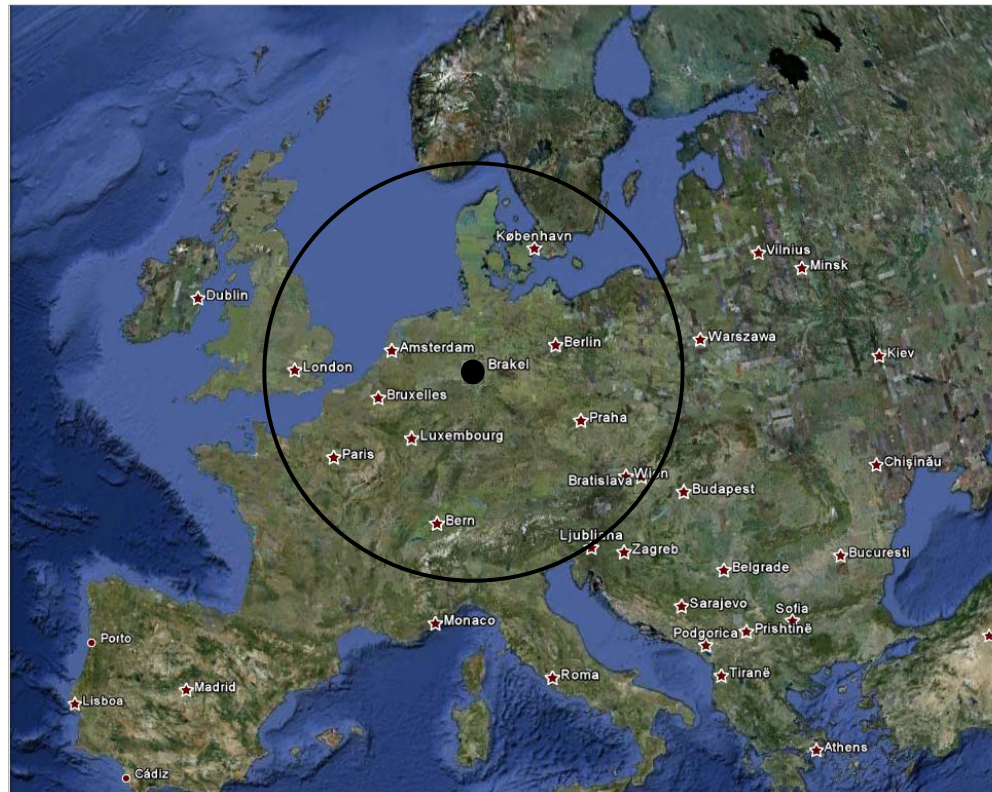 København
Vilnius
Minsk
Dublin
Warszawa
Amsterdam
Berlin
Kiev
London
Brakel
Bruxelles
Praha
Luxembourg
Paris
Chişinău
Wien
Bratislava
Budapest
Bern
Ljubljana
Zagreb
Bucuresti
Belgrade
Sarajevo
Sofia
Monaco
Prishtinë
Podgorica
Porto
Roma
Tiranë
Madrid
Lisboa
Athens
Cádiz